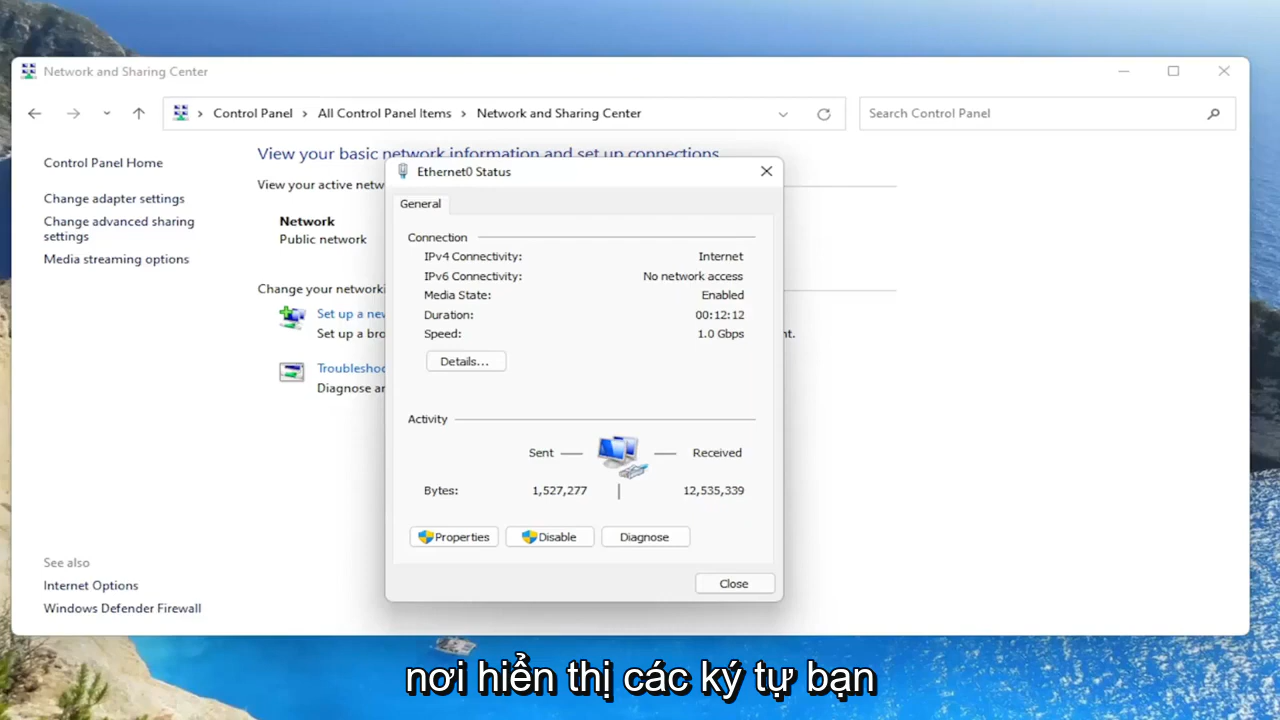 Network and Sharing Center
Control Panel > All Control Panel Items > Network and Sharing Center
Search Control Panel
Control Panel Home
Change adapter settings
Change advanced sharing
settings
Media streaming options
See also
Internet Options
Windows Defender Firewall
View your basic network information and set up connections
View your active netw
Network
Public network
Change your networki
Set up a new
Set up a bro
nt.
Troubleshoo
Diagnose an
Ethernet0 Status
General
Connection
IPv4 Connectivity: Internet
IPv6 Connectivity: No network access
Media State: Enabled
Duration: 00:12:12
Speed: 1.0 Gbps
Details...
Activity
Sent Received
Bytes: 1,527,277 12,535,339
Properties Disable Diagnose
Close
nơi hiển thị các ký tự bạn